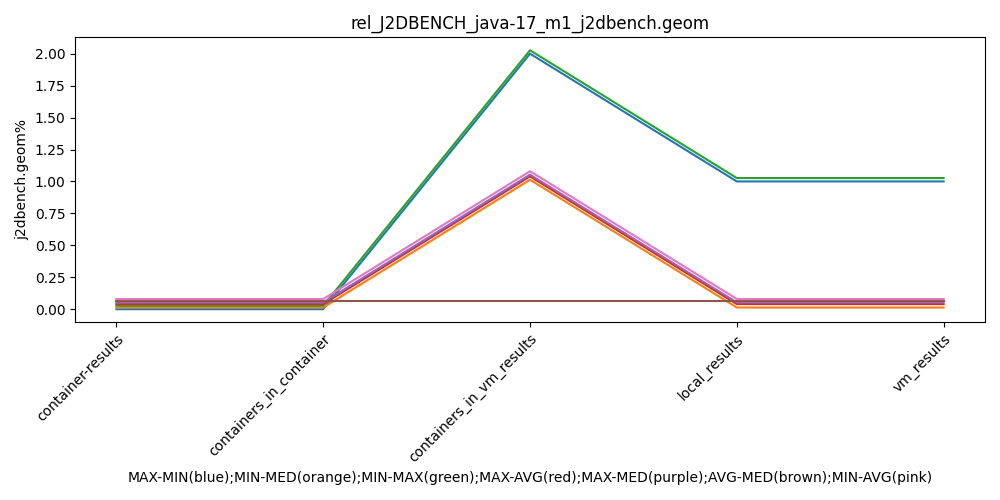 rel_J2DBENCH_java-17_m1_j2dbench.geom
j2dbench.geom%
2.00
1.75
1.50
1.25
1.00
0.75
0.50
0.25
0.00
container-results
containers_in_container
containers_in_vm_results
local_results
vm_results
MAX-MIN(blue);MIN-MED(orange);MIN-MAX(green);MAX-AVG(red);MAX-MED(purple);AVG-MED(brown);MIN-AVG(pink)